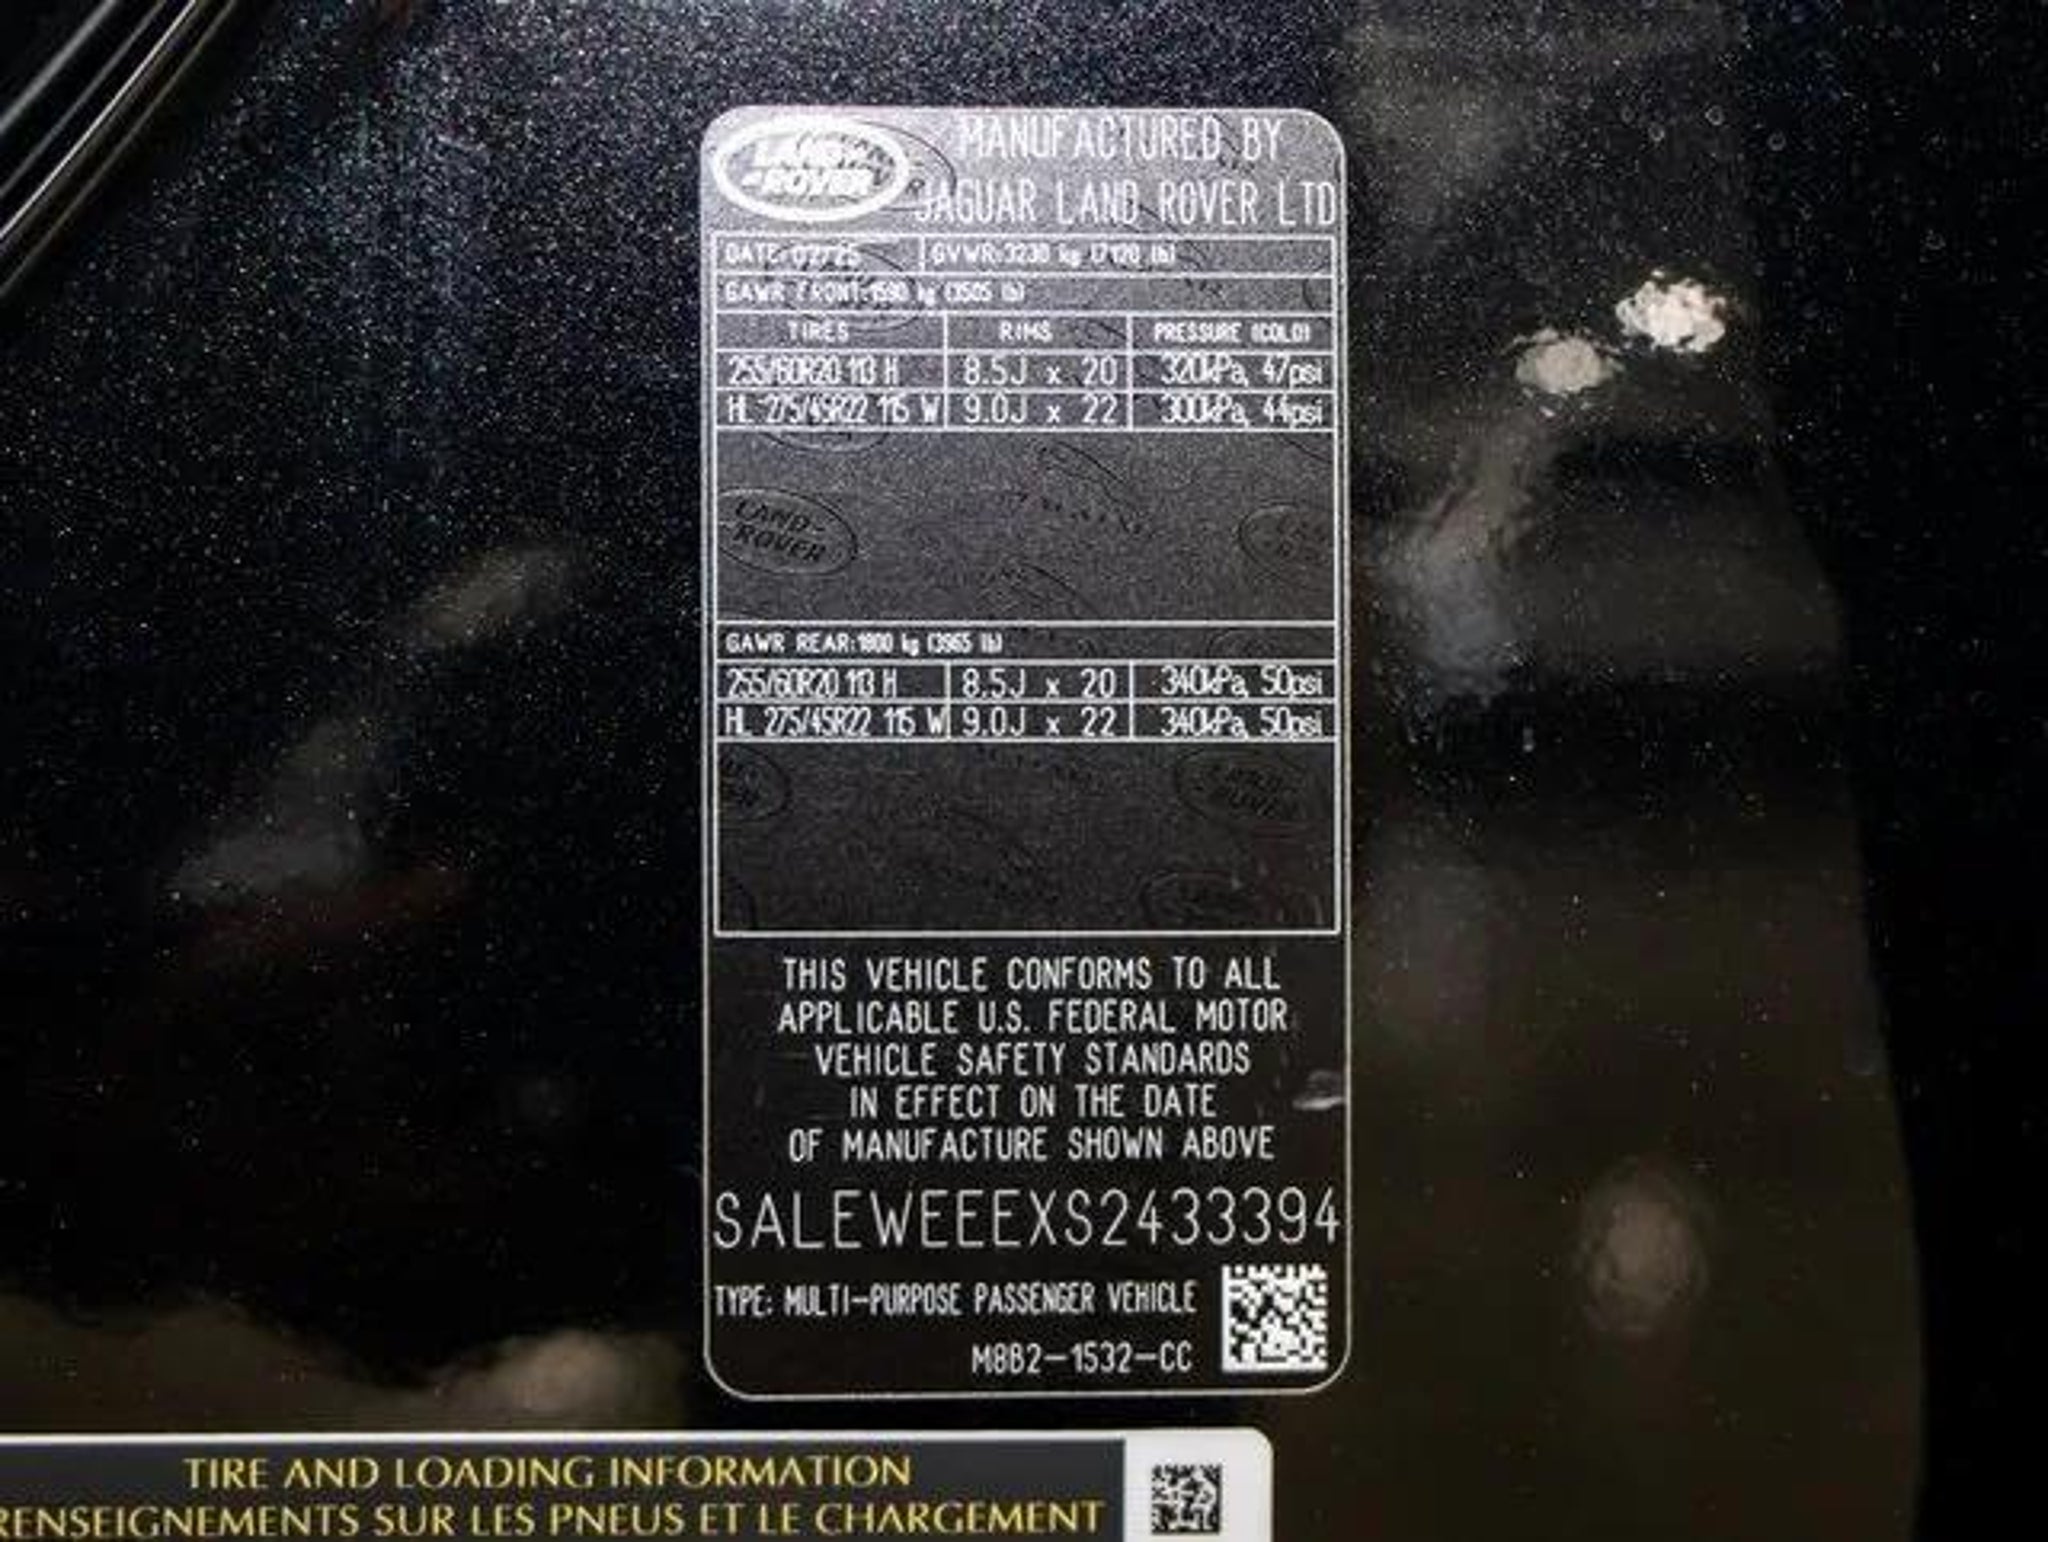 LAND-
ROVER
MANUFACTURED BY
JAGUAR LAND ROVER LTD
DATE: 02/25 GVWR: 3230 kg (7120 lb)
GAWR FRONT: 1590 kg (3505 lb)
TIRES RIMS PRESSURE (COLD)
255/60R20 113 H 8.5J x 20 320kPa, 47psi
HL 275/45R22 115 W 9.0J x 22 300kPa, 44psi
LAND-
ROVER
GAWR REAR: 1800 kg (3965 lb)
255/60R20 113 H 8.5J x 20 340kPa, 50psi
HL 275/45R22 115 W 9.0J x 22 340kPa, 50psi
LAND-
ROVER
THIS VEHICLE CONFORMS TO ALL
APPLICABLE U.S. FEDERAL MOTOR
VEHICLE SAFETY STANDARDS
IN EFFECT ON THE DATE
OF MANUFACTURE SHOWN ABOVE
SALEWEEEXS2433394
TYPE: MULTI-PURPOSE PASSENGER VEHICLE
M8B2-1532-CC
TIRE AND LOADING INFORMATION
RENSEIGNEMENTS SUR LES PNEUS ET LE CHARGEMENT